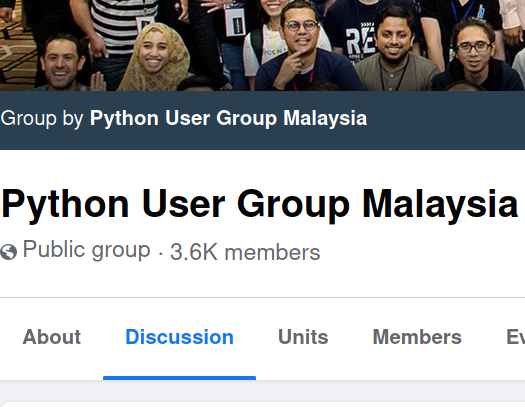 RE
Group by Python User Group Malaysia
Python User Group Malaysia
Public group · 3.6K members
About Discussion Units Members Ev